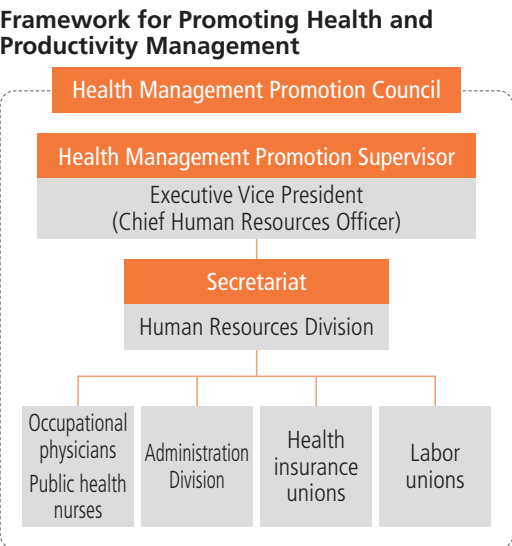 Framework for Promoting Health and
Productivity Management
Health Management Promotion Council
Health Management Promotion Supervisor
Executive Vice President
(Chief Human Resources Officer)
Secretariat
Human Resources Division
Occupational
physicians
Public health
nurses
Administration
Division
Health
insurance
unions
Labor
unions